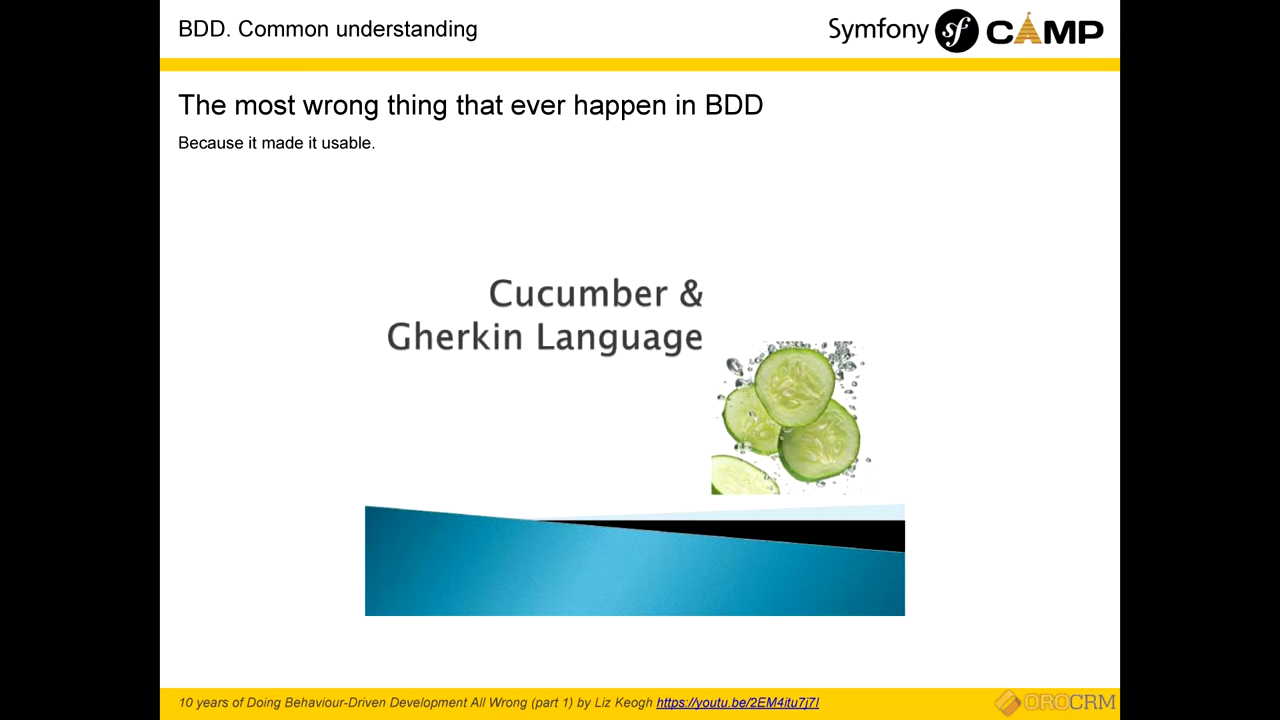 BDD. Common understanding
Symfony sf CAMP
The most wrong thing that ever happen in BDD
Because it made it usable.
Cucumber &
Gherkin Language
10 years of Doing Behaviour-Driven Development All Wrong (part 1) by Liz Keogh https://youtu.be/2EM4itu7j7I
OROCRM